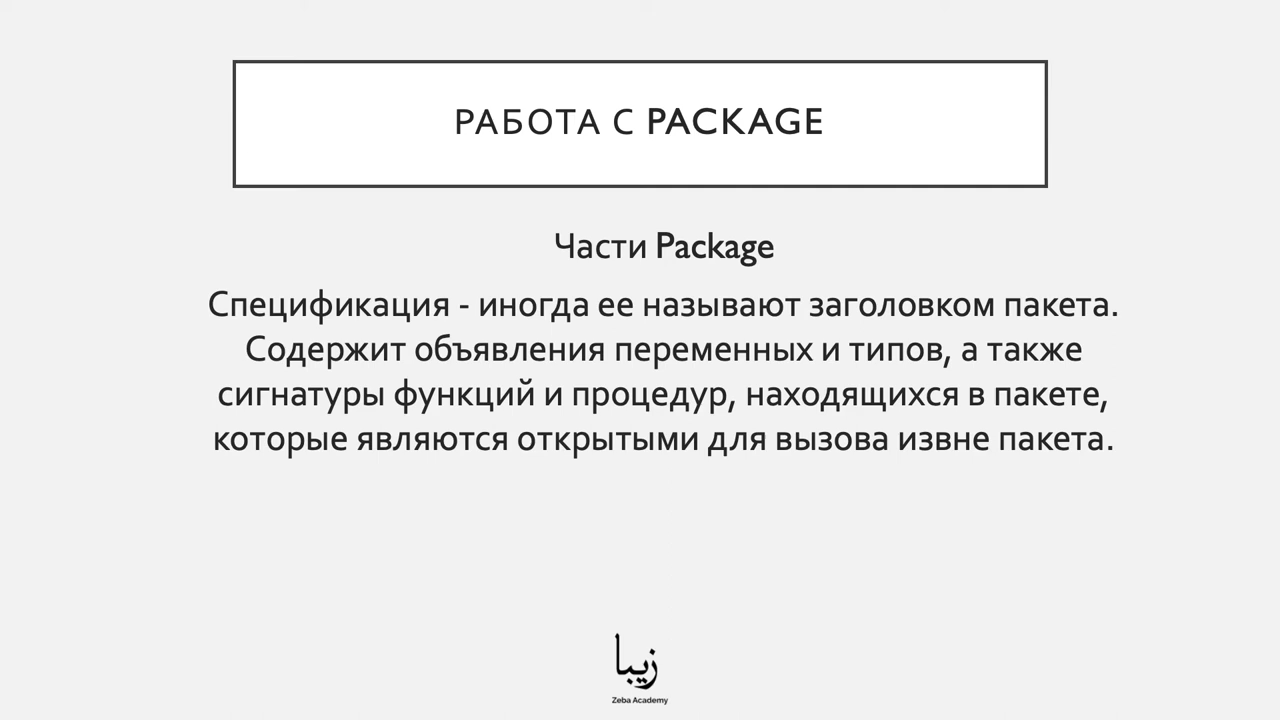 РАБОТА С PACKAGE
Части Package
Спецификация - иногда ее называют заголовком пакета.
Содержит объявления переменных и типов, а также
сигнатуры функций и процедур, находящихся в пакете,
которые являются открытыми для вызова извне пакета.
زيبا
Zeba Academy